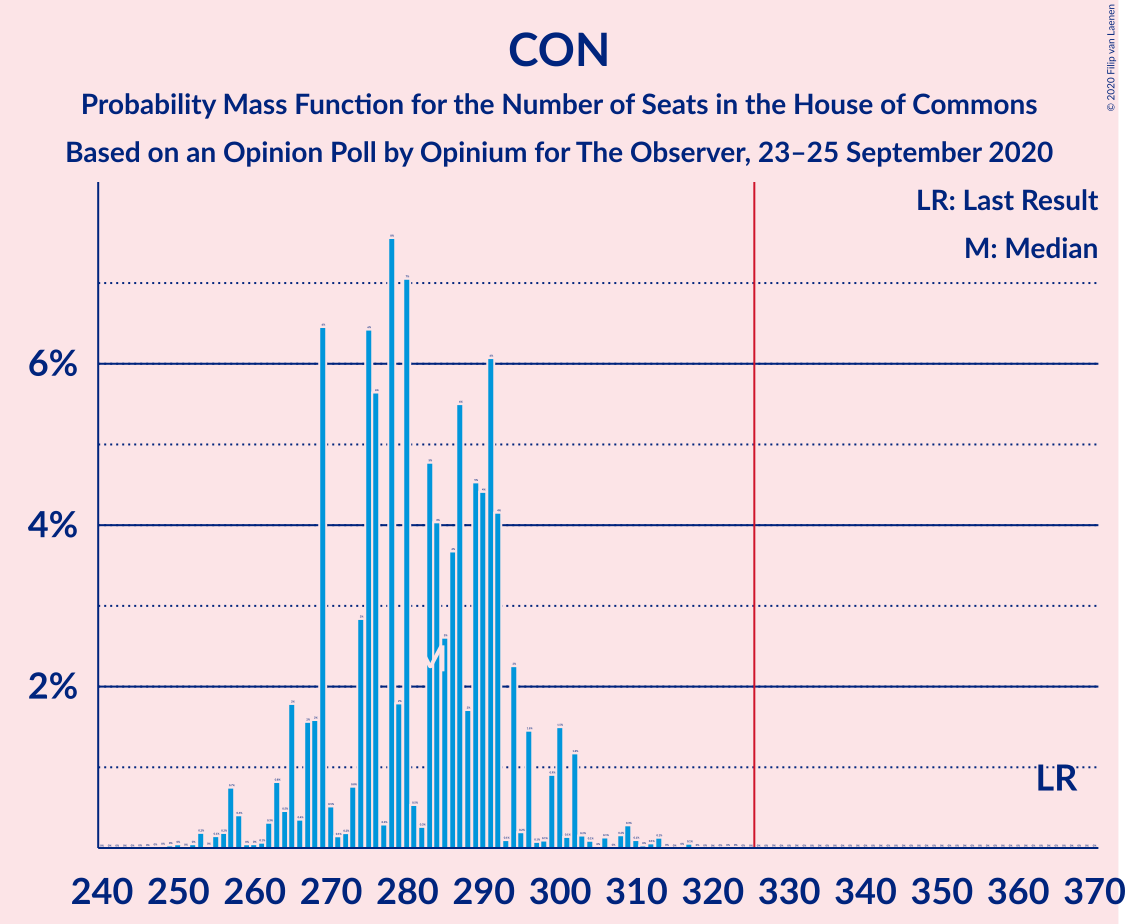 CON
Probability Mass Function for the Number of Seats in the House of Commons
Based on an Opinion Poll by Opinium for The Observer, 23–25 September 2020
© 2020 Filip van Laenen
LR: Last Result
M: Median
6%
4%
2%
M
LR
240 250 260 270 280 290 300 310 320 330 340 350 360 370